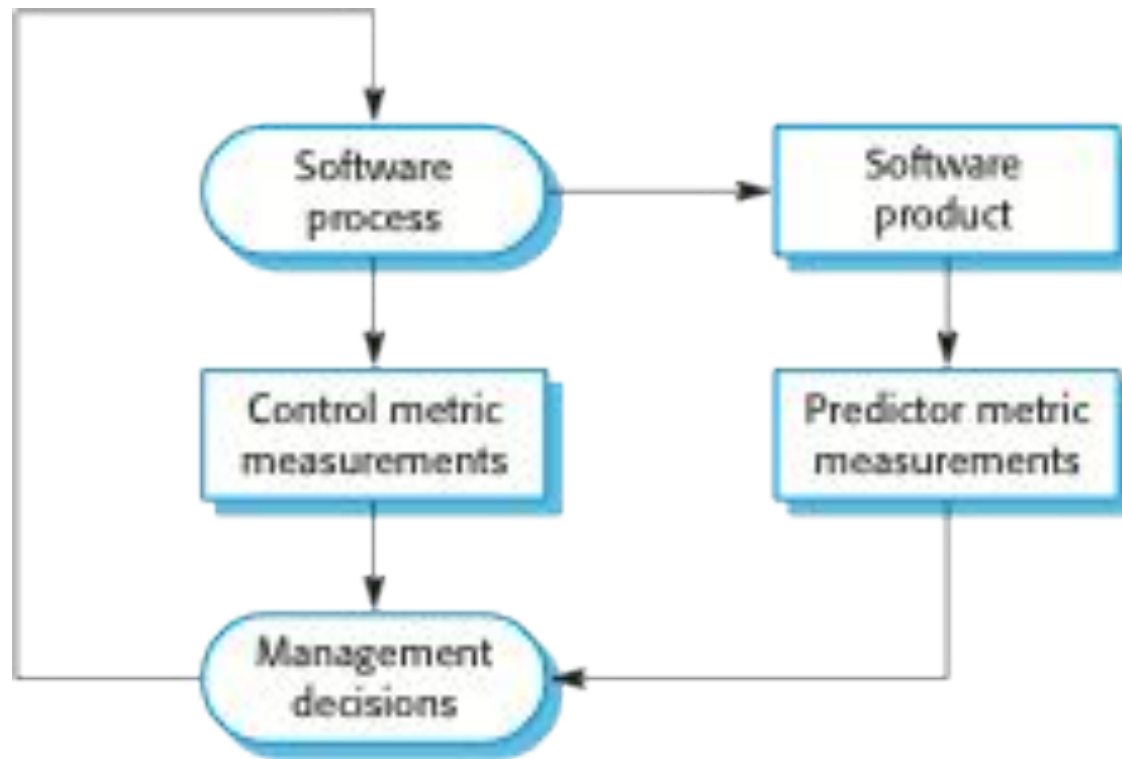 Software
process
Software
product
Control metric
measurements
Predictor metric
measurements
Management
decisions